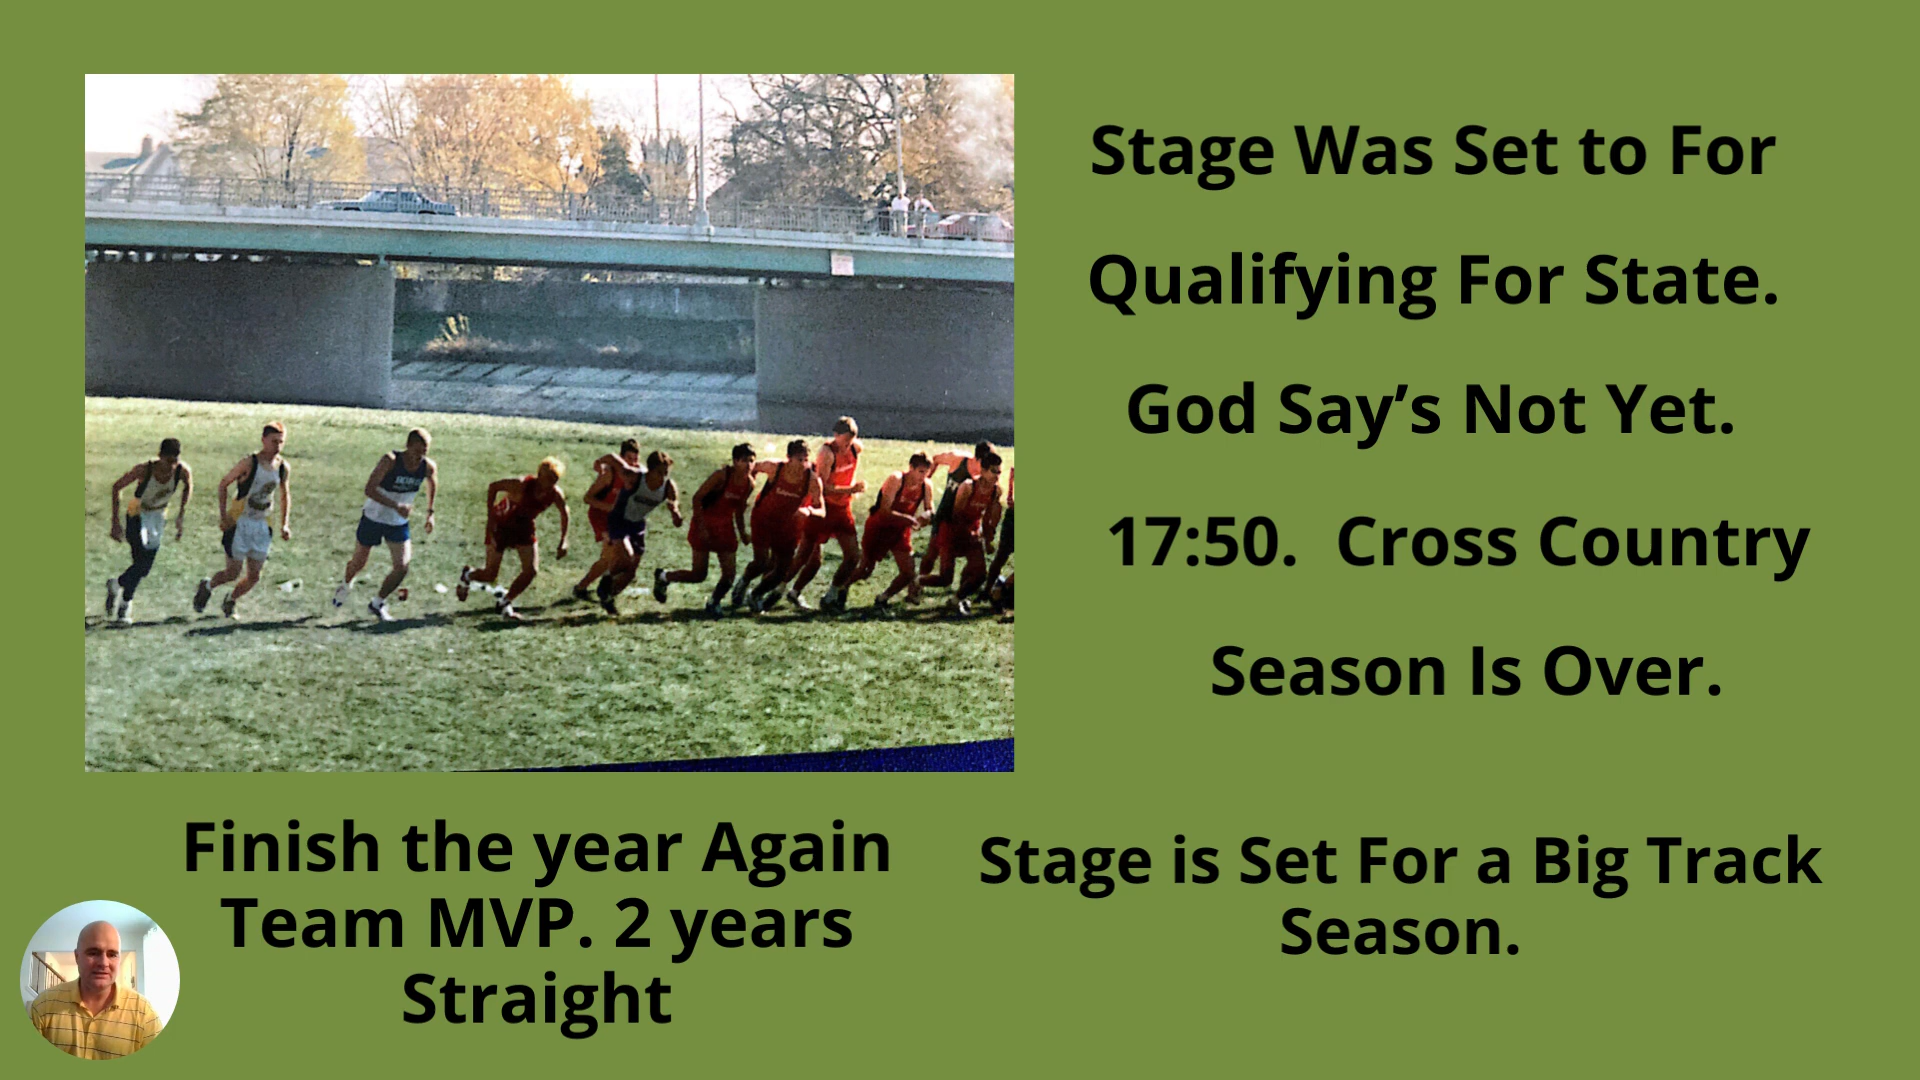 Stage Was Set to For
Qualifying For State.
God Say’s Not Yet.
17:50.  Cross Country
Season Is Over.
Finish the year Again
Team MVP. 2 years
Straight
Stage is Set For a Big Track
Season.